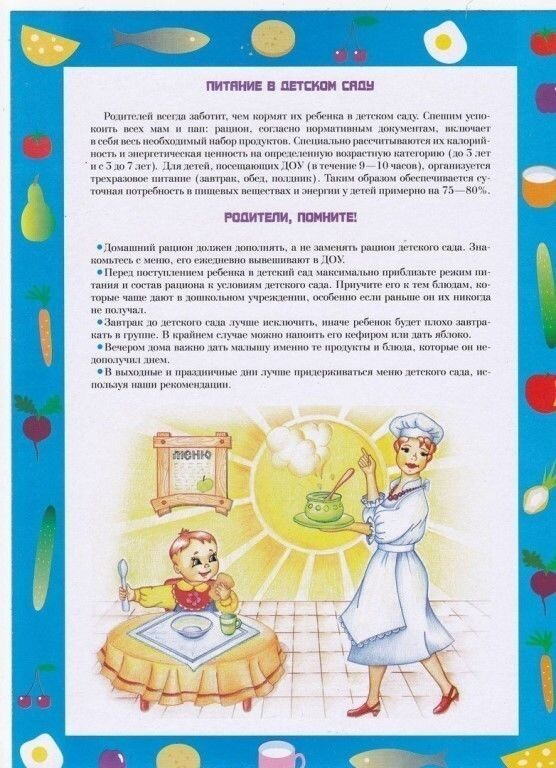 ПИТАНИЕ В ДЕТСКОМ САДУ
Родителей всегда заботит, чем кормят их ребенка в детском саду. Спешим успо-
коить всех мам и пап: рацион, согласно нормативным документам, включает
в себя весь необходимый набор продуктов. Специально рассчитываются их калорий-
ность и энергетическая ценность на определенную возрастную категорию (до 3 лет
и с 3 до 7 лет). Для детей, посещающих ДОУ (в течение 9—10 часов), организуется
трехразовое питание (завтрак, обед, полдник). Таким образом обеспечивается су-
точная потребность в пищевых веществах и энергии у детей примерно на 75—80%.
РОДИТЕЛИ, ПОМНИТЕ!
•Домашний рацион должен дополнять, а не заменять рацион детского сада. Зна-
комьтесь с меню, его ежедневно вывешивают в ДОУ.
•Перед поступлением ребенка в детский сад максимально приблизьте режим пи-
тания и состав рациона к условиям детского сада. Приучите его к тем блюдам, ко-
торые чаще дают в дошкольном учреждении, особенно если раньше он их никогда
не получал.
•Завтрак до детского сада лучше исключить, иначе ребенок будет плохо завтра-
кать в группе. В крайнем случае можно напоить его кефиром или дать яблоко.
•Вечером дома важно дать малышу именно те продукты и блюда, которые он не-
дополучил днем.
•В выходные и праздничные дни лучше придерживаться меню детского сада, ис-
пользуя наши рекомендации.
меню